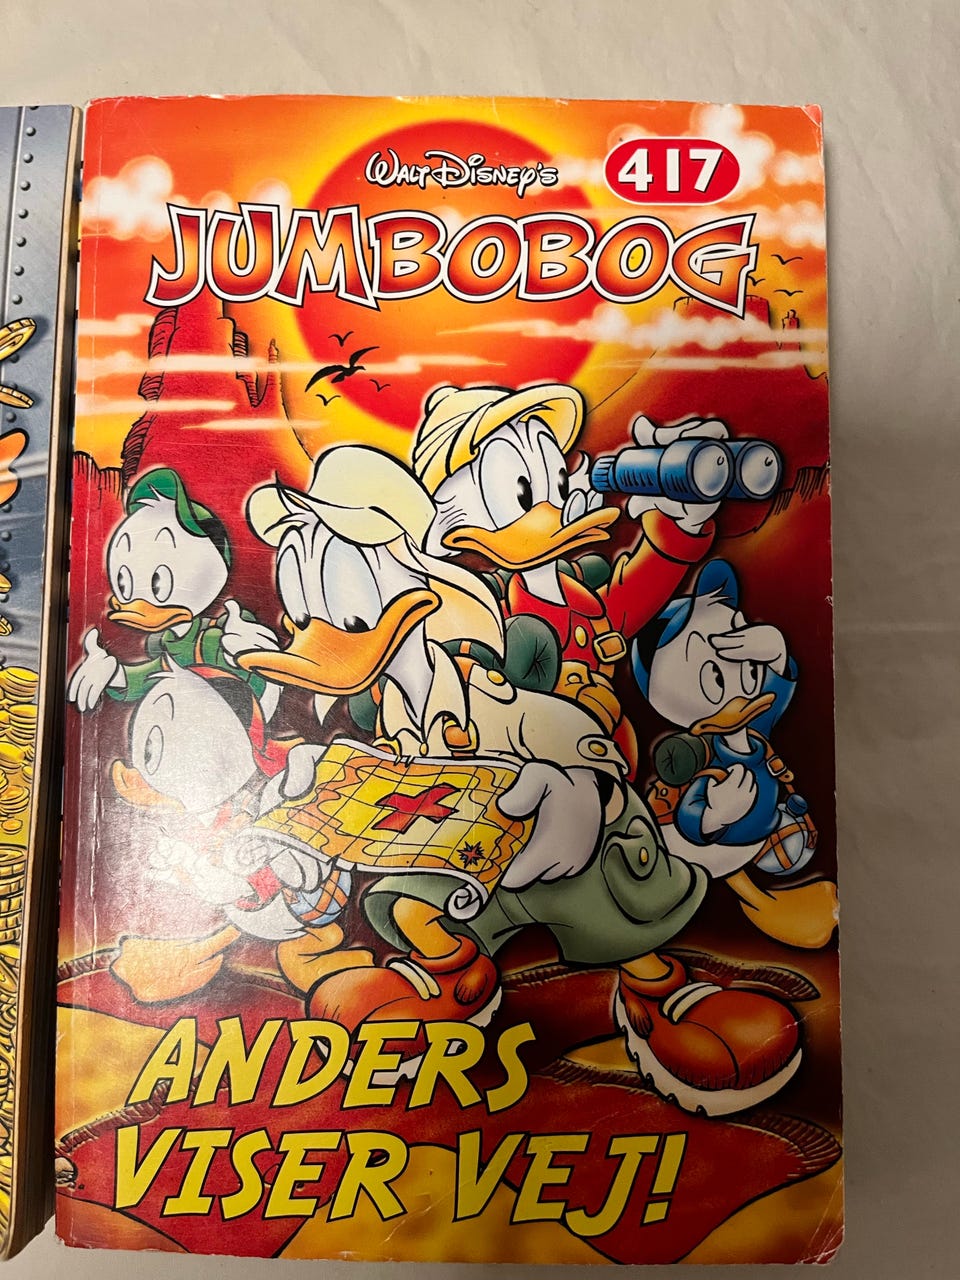 WALT DISNEY'S
417
JUMBOBOG
ANDERS
VISER VEJ!